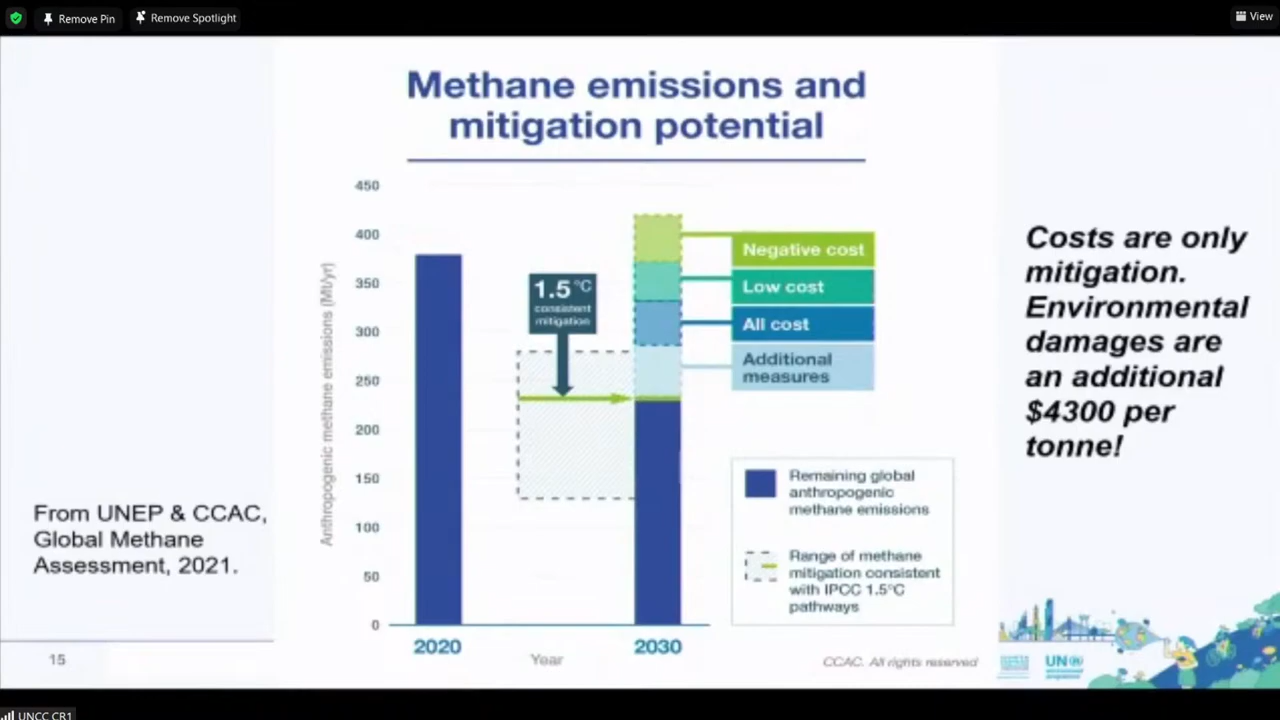 Remove Pin
Remove Spotlight
View
Methane emissions and
mitigation potential
Anthropogenic methane emissions (Mt/yr)
450
400
350
300
250
200
150
100
50
0
1.5 °C
consistent
mitigation
Negative cost
Low cost
All cost
Additional
measures
Remaining global
anthropogenic
methane emissions
Range of methane
mitigation consistent
with IPCC 1.5°C
pathways
2020
2030
Year
CCAC. All rights reserved
Costs are only
mitigation.
Environmental
damages are
an additional
$4300 per
tonne!
From UNEP & CCAC,
Global Methane
Assessment, 2021.
15
UN
environment
programme
UNCC CR1